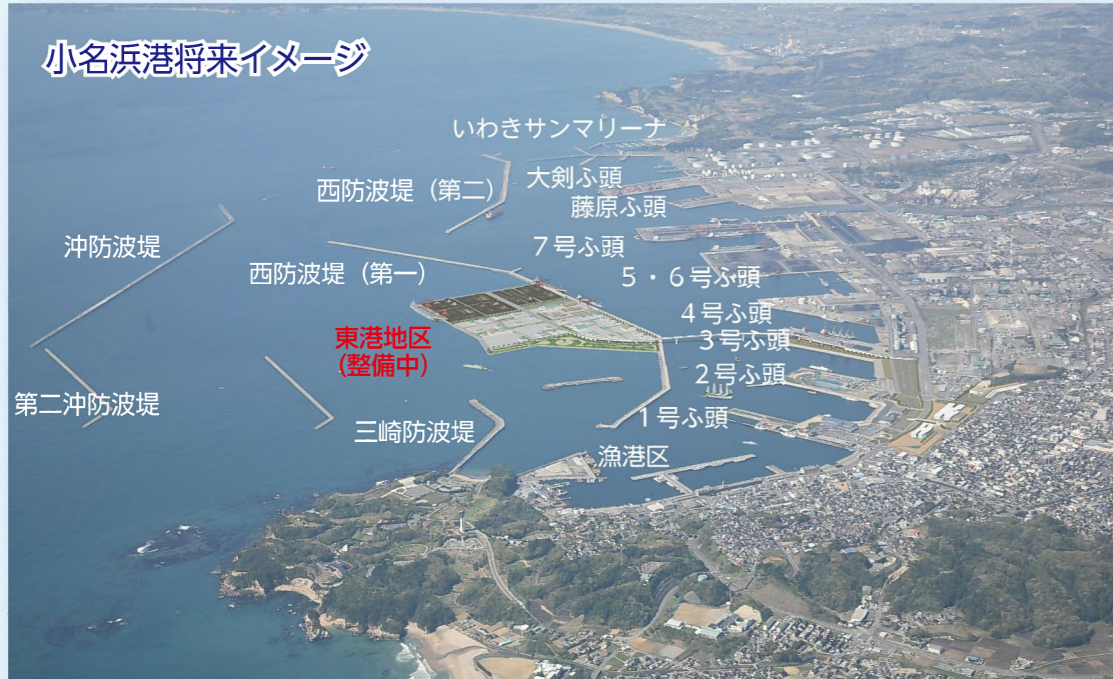 小名浜港将来イメージ
いわきサンマリーナ
西防波堤（第二）
大剣ふ頭
藤原ふ頭
沖防波堤
7号ふ頭
西防波堤（第一）
5・6号ふ頭
4号ふ頭
東港地区
(整備中)
3号ふ頭
2号ふ頭
第二沖防波堤
1号ふ頭
三崎防波堤
漁港区